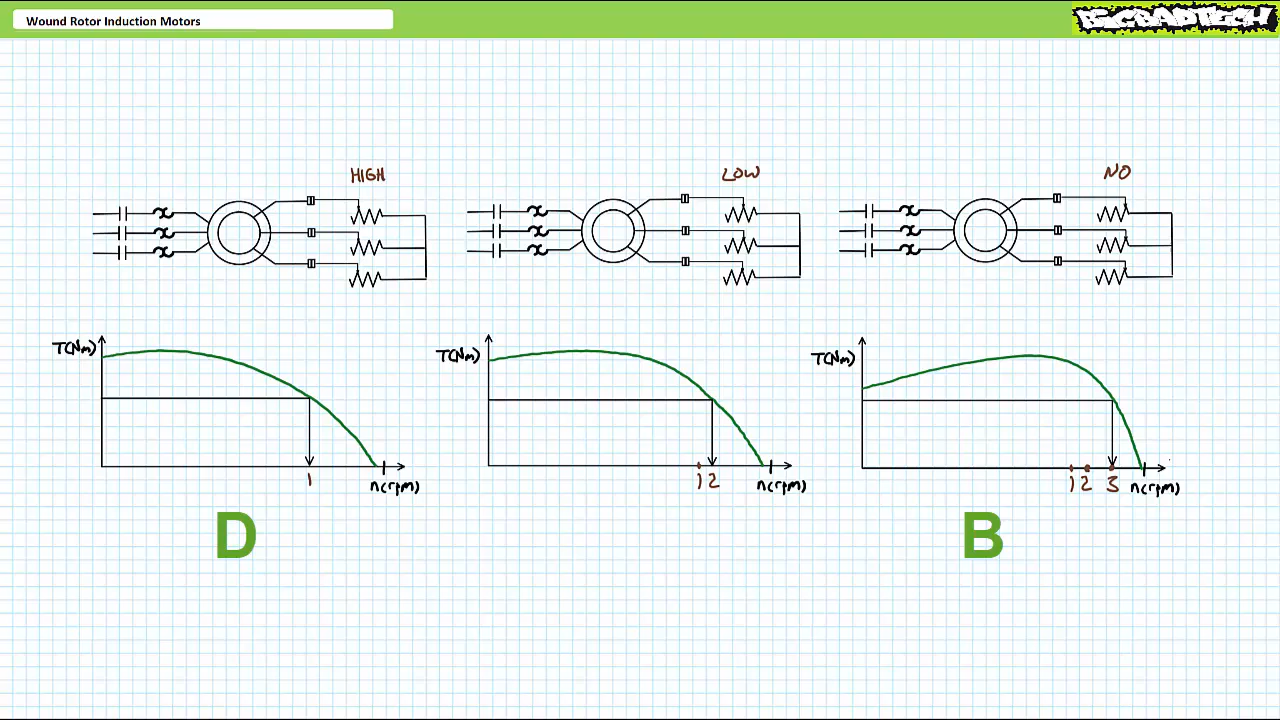 Wound Rotor Induction Motors
BIGBADTECH
HIGH
LOW
NO
T(Nm)
T(Nm)
T(Nm)
1
n(rpm)
1 2
n(rpm)
1 2 3
n(rpm)
D
B